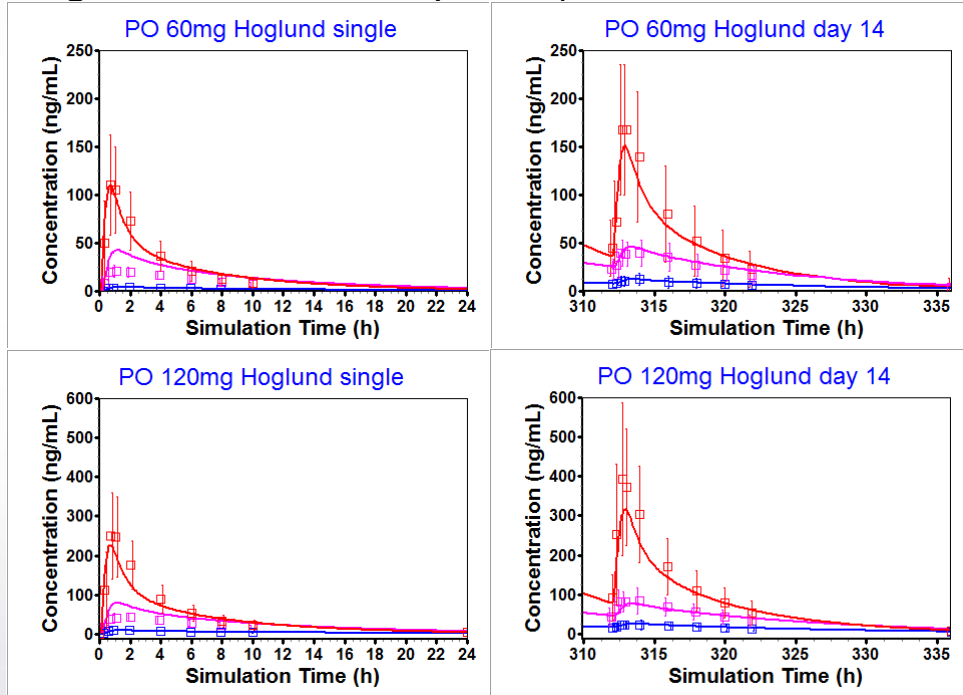 PO 60mg Hoglund single
250
200
150
100
50
0
Concentration (ng/mL)
0 2 4 6 8 10 12 14 16 18 20 22 24
Simulation Time (h)
PO 60mg Hoglund day 14
250
200
150
100
50
0
Concentration (ng/mL)
310 315 320 325 330 335
Simulation Time (h)
PO 120mg Hoglund single
600
500
400
300
200
100
0
Concentration (ng/mL)
0 2 4 6 8 10 12 14 16 18 20 22 24
Simulation Time (h)
PO 120mg Hoglund day 14
600
500
400
300
200
100
0
Concentration (ng/mL)
310 315 320 325 330 335
Simulation Time (h)